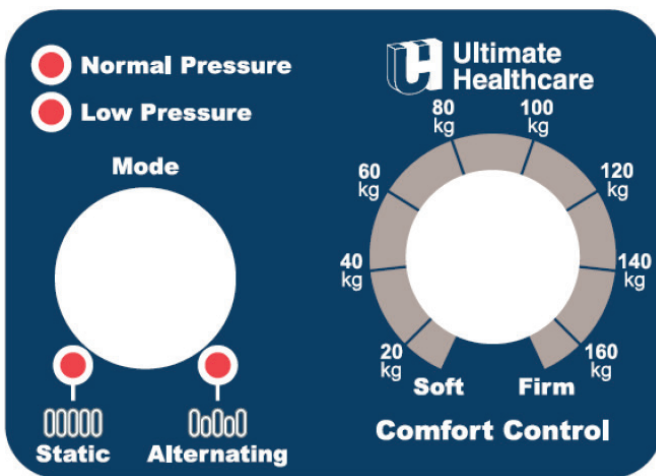 Normal Pressure
Low Pressure
Mode
Static
Alternating
Ultimate
Healthcare
20
kg
40
kg
60
kg
80
kg
100
kg
120
kg
140
kg
160
kg
Soft
Firm
Comfort Control